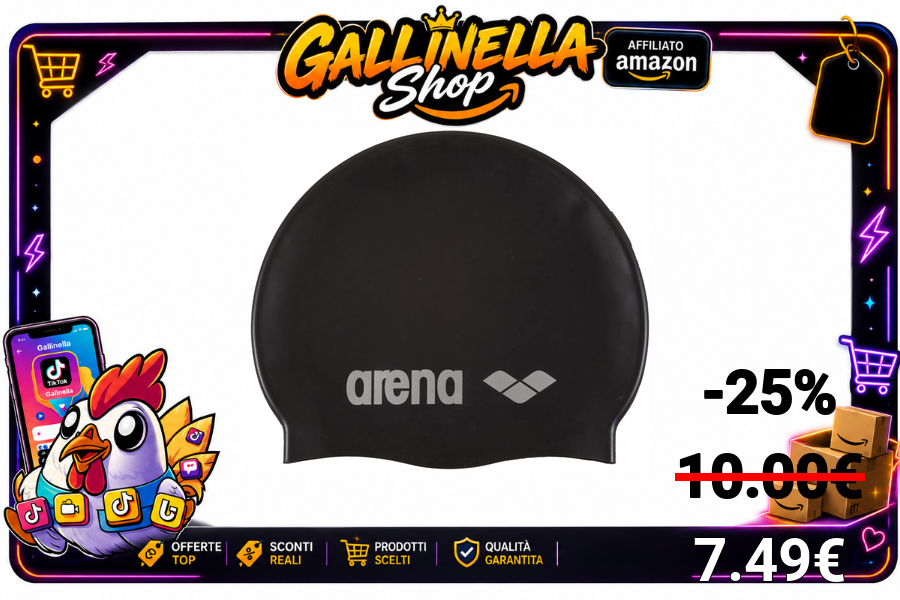 GALLINELLA
Shop
AFFILIATO
amazon
arena
Gallinella
TikTok
Gallinella
-25%
10.00€
7.49€
OFFERTE
TOP
SCONTI
REALI
PRODOTTI
SCELTI
QUALITÀ
GARANTITA